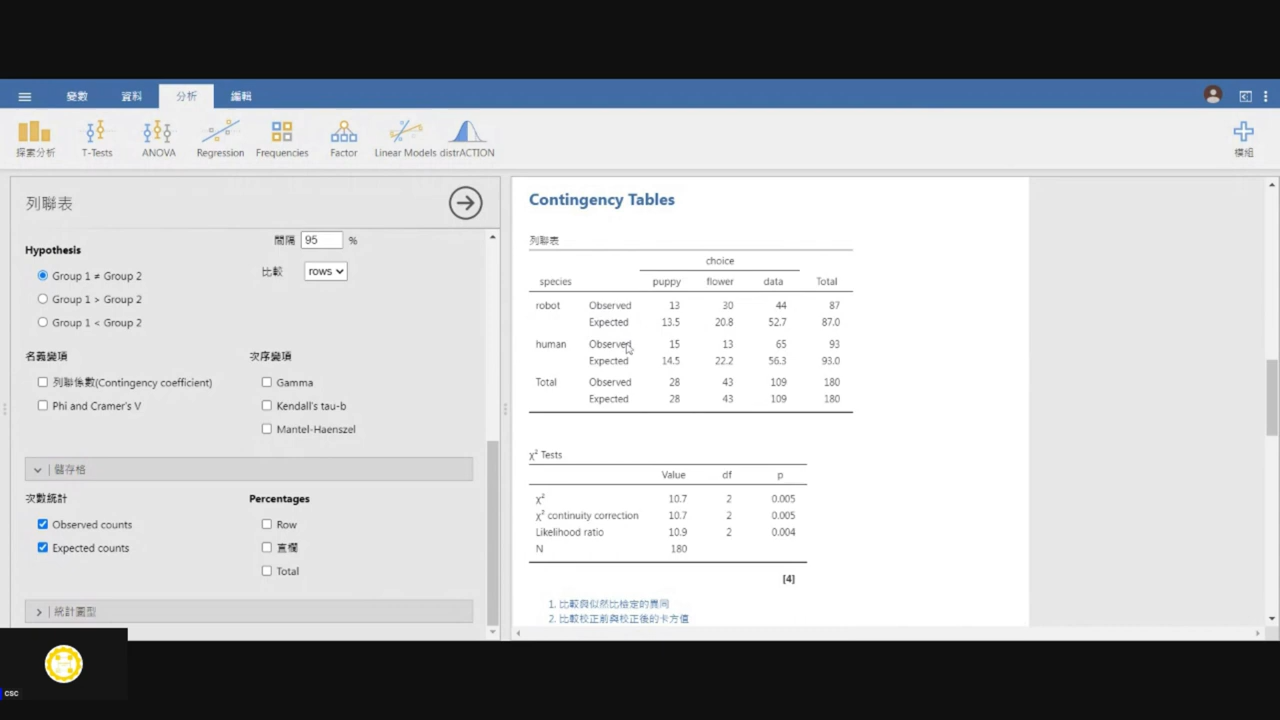 變數 資料 分析 編輯
探索分析 T-Tests ANOVA Regression Frequencies Factor Linear Models distrACTION 模組
列聯表
Hypothesis
Group 1 ≠ Group 2
Group 1 > Group 2
Group 1 < Group 2
間隔 95 %
比較 rows
名義變項
列聯係數(Contingency coefficient)
Phi and Cramer's V
次序變項
Gamma
Kendall's tau-b
Mantel-Haenszel
儲存格
次數統計
Observed counts
Expected counts
Percentages
Row
直欄
Total
統計圖型
Contingency Tables
列聯表
choice
species puppy flower data Total
robot Observed 13 30 44 87
Expected 13.5 20.8 52.7 87.0
human Observed 15 13 65 93
Expected 14.5 22.2 56.3 93.0
Total Observed 28 43 109 180
Expected 28 43 109 180
χ² Tests
Value df p
χ² 10.7 2 0.005
χ² continuity correction 10.7 2 0.005
Likelihood ratio 10.9 2 0.004
N 180
[4]
1. 比較與似然比檢定的異同
2. 比較校正前與校正後的卡方值
csc